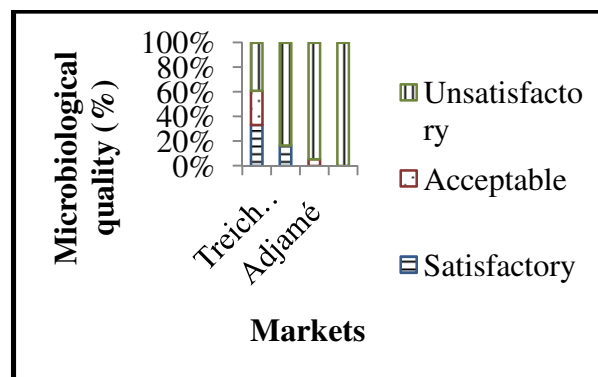 Microbiological
quality (%)
100%
80%
60%
40%
20%
0%
Treich…
Adjamé
Markets
Unsatisfacto
ry
Acceptable
Satisfactory